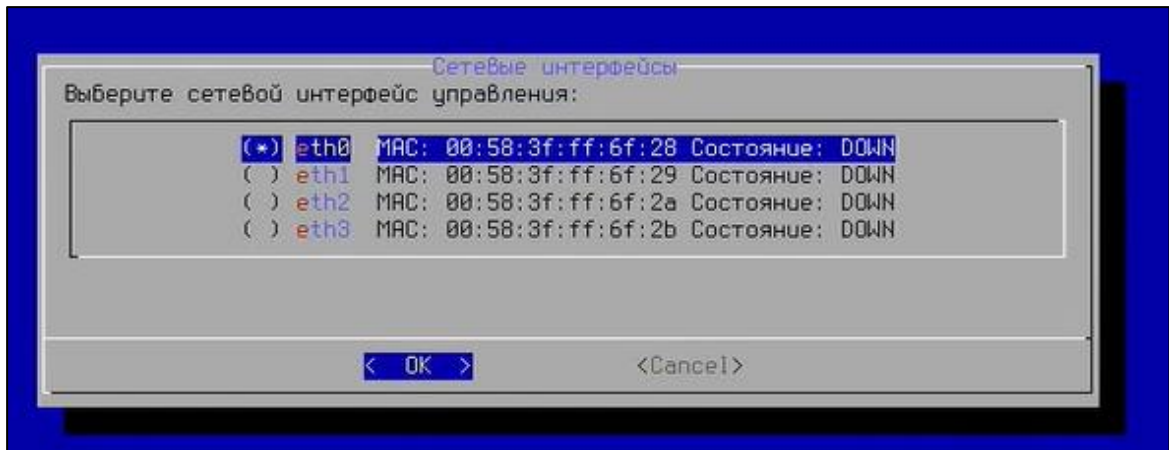 Сетевые интерфейсы
Выберите сетевой интерфейс управления:
(*) eth0 MAC: 00:58:3f:ff:6f:28 Состояние: DOWN
( ) eth1 MAC: 00:58:3f:ff:6f:29 Состояние: DOWN
( ) eth2 MAC: 00:58:3f:ff:6f:2a Состояние: DOWN
( ) eth3 MAC: 00:58:3f:ff:6f:2b Состояние: DOWN
< OK > <Cancel>